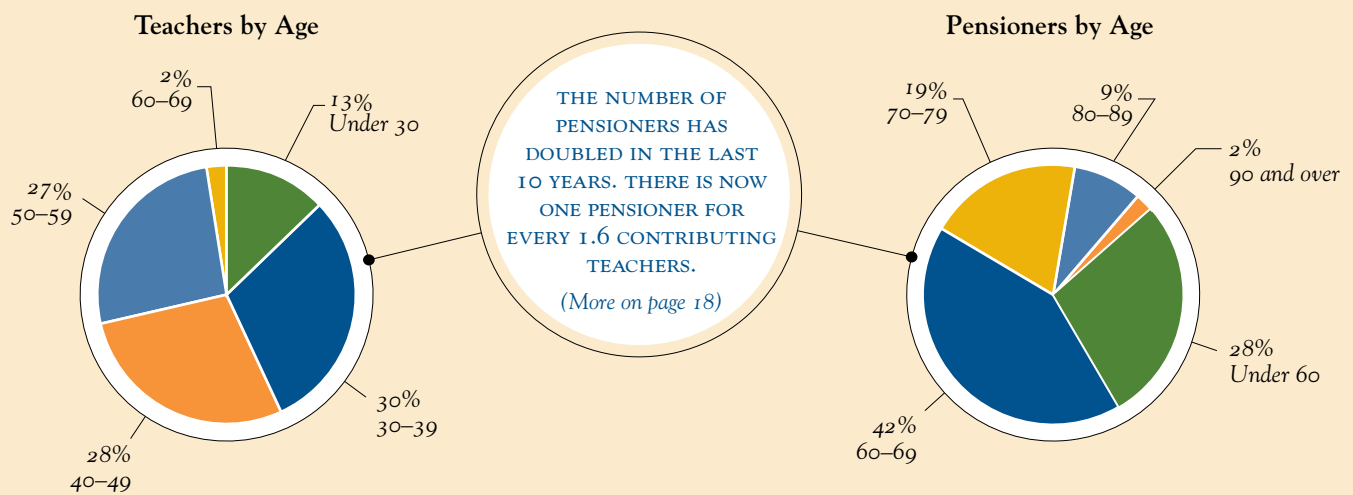 Teachers by Age
2%
60–69
13%
Under 30
27%
50–59
30%
30–39
28%
40–49
THE NUMBER OF
PENSIONERS HAS
DOUBLED IN THE LAST
10 YEARS. THERE IS NOW
ONE PENSIONER FOR
EVERY 1.6 CONTRIBUTING
TEACHERS.
(More on page 18)
Pensioners by Age
19%
70–79
9%
80–89
2%
90 and over
28%
Under 60
42%
60–69